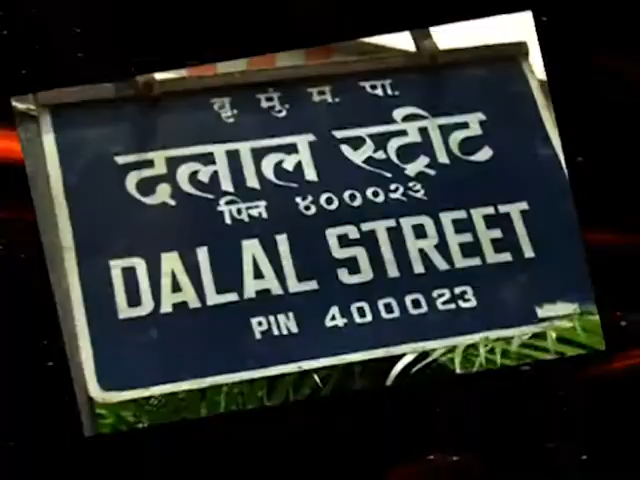 बृ. मुं. म. पा.
दलाल स्ट्रीट
पिन ४०००२३
DALAL STREET
PIN 400023